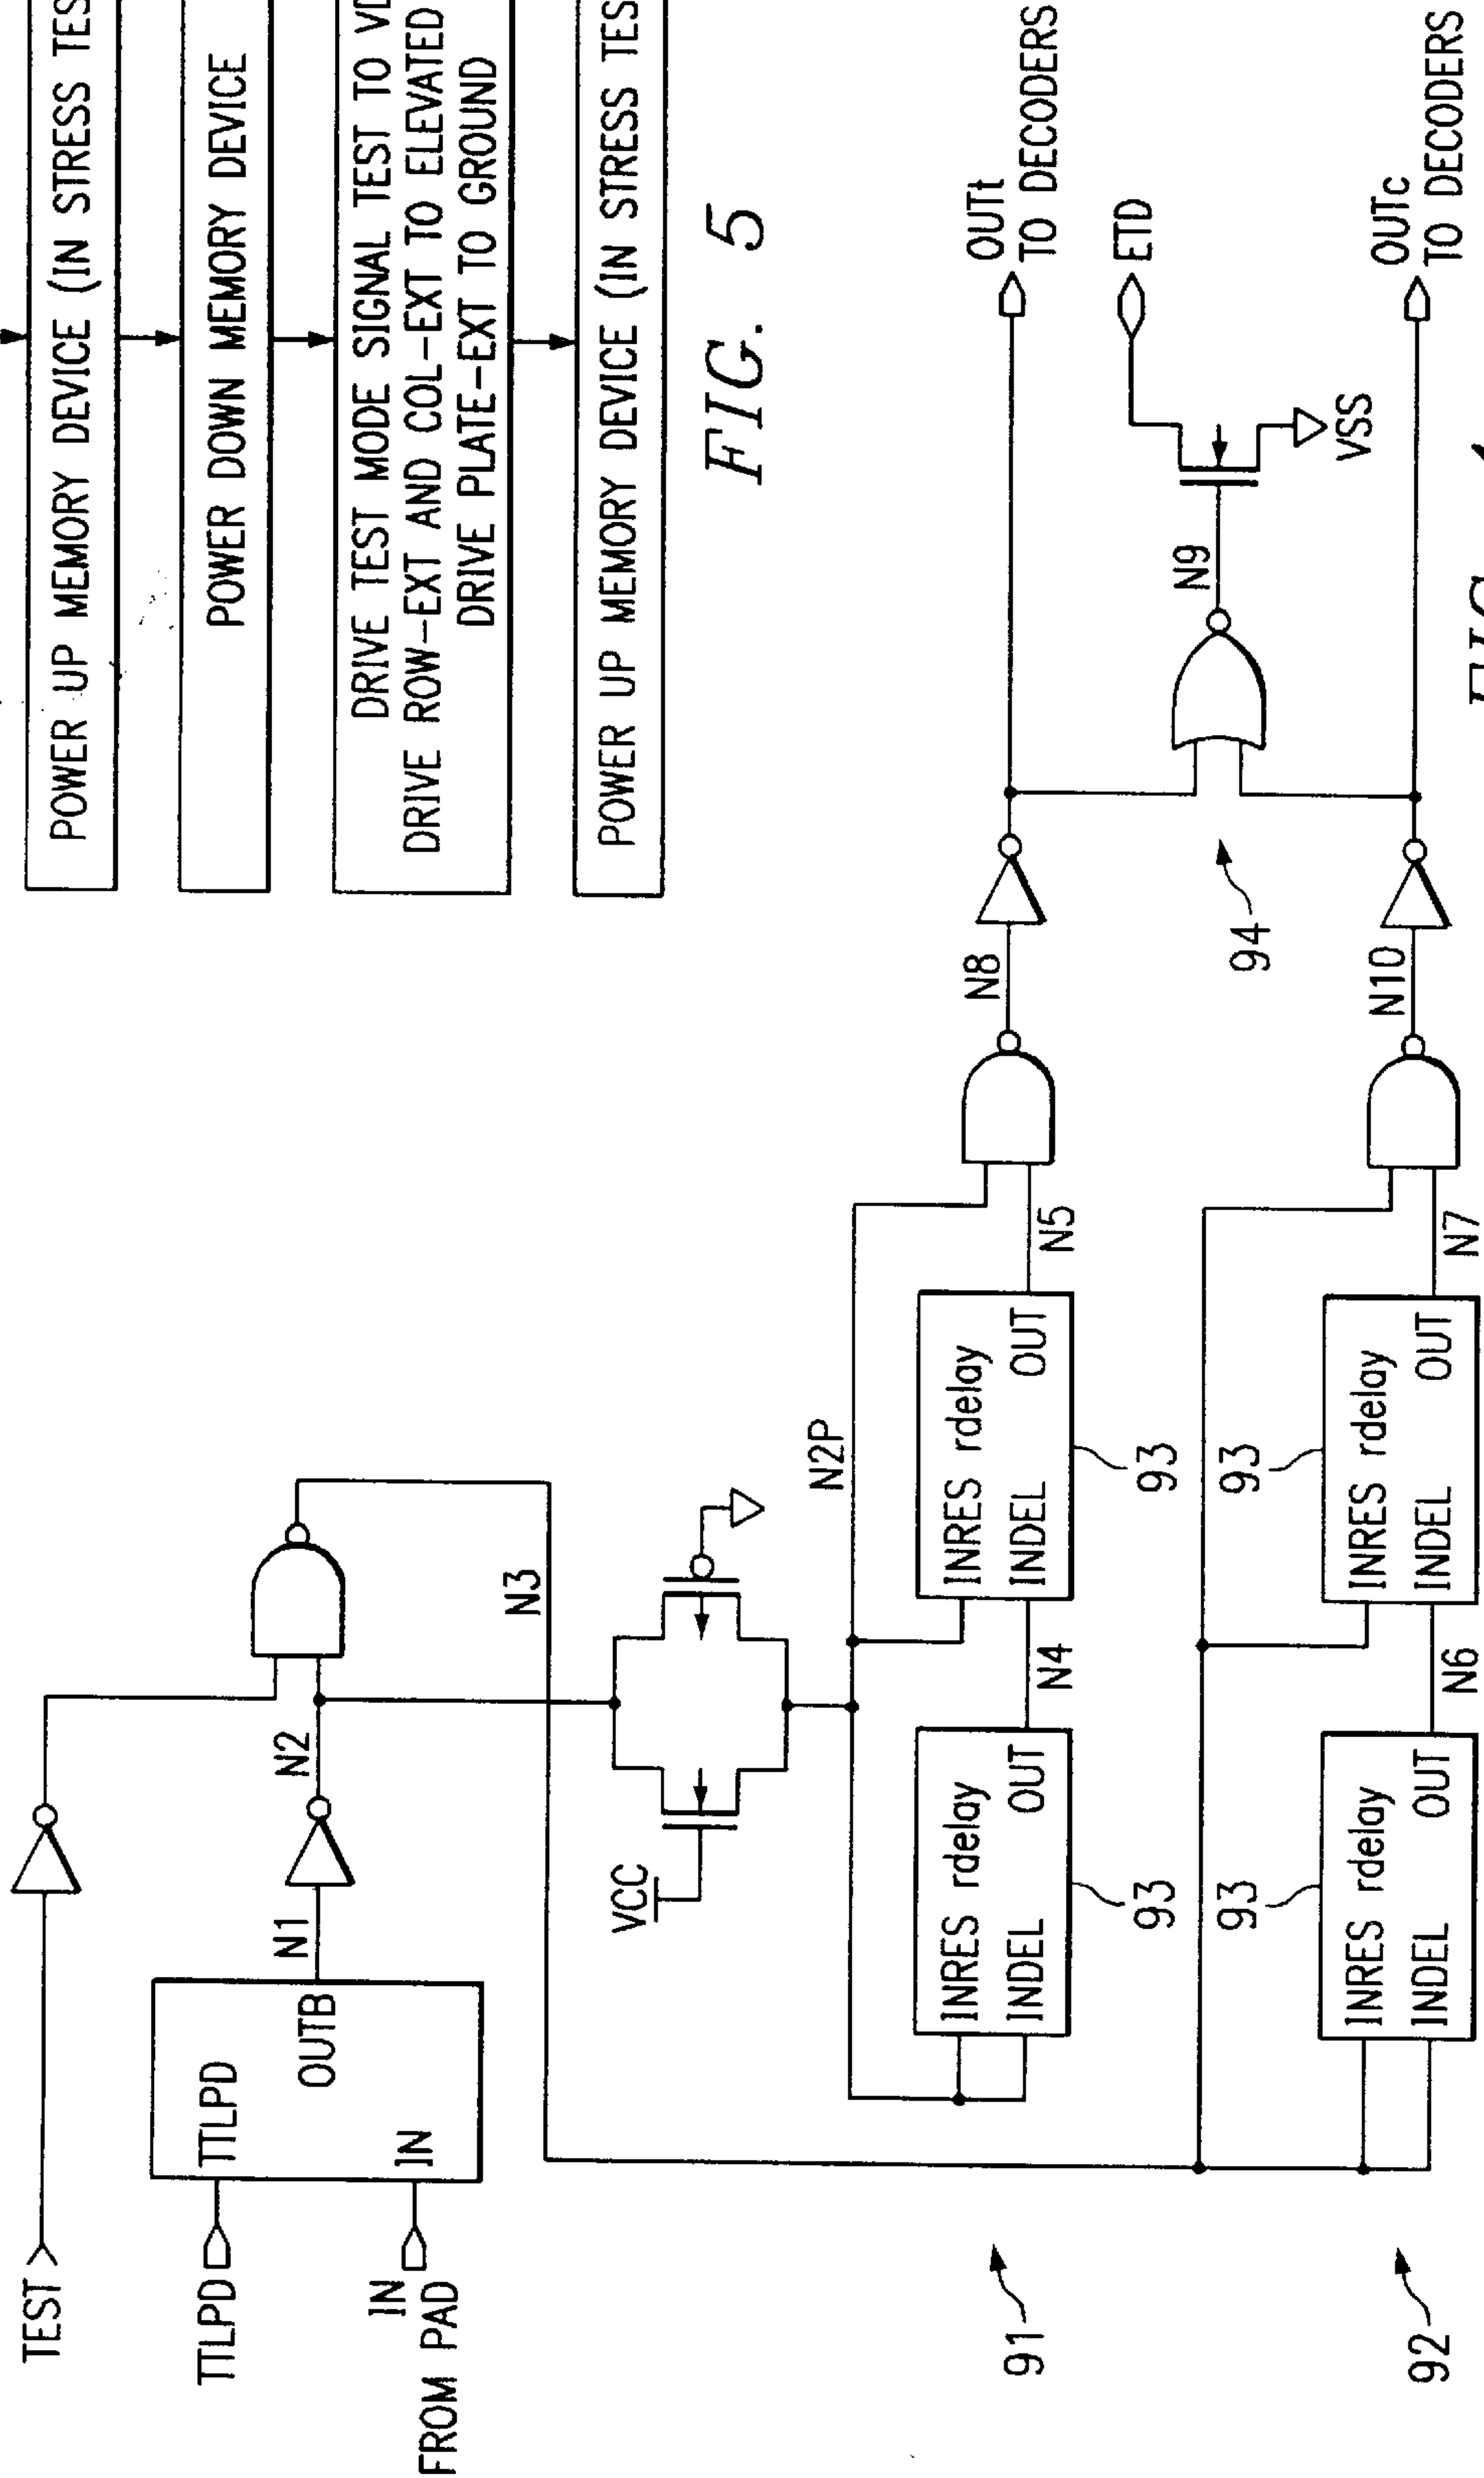 POWER UP MEMORY DEVICE (IN STRESS
POWER DOWN MEMORY DEVICE
DRIVE TEST MODE SIGNAL TEST TO
DRIVE ROW-EXT AND COL-EXT TO ELEVATED
DRIVE PLATE-EXT TO GROUND
POWER UP MEMORY DEVICE (IN STRESS
FIG. 5
TEST
TTLPD
IN
FROM PAD
TTLPD
OUTB
IN
N1
N2
N3
VCC
N2P
INRES rdelay
INDEL OUT
93
N4
INRES rdelay
INDEL OUT
93
N5
N8
OUTt
TO DECODERS
ETD
N9
VSS
94
91
INRES rdelay
INDEL OUT
93
N6
INRES rdelay
INDEL OUT
93
N7
N10
OUTc
TO DECODERS
92
FIG.